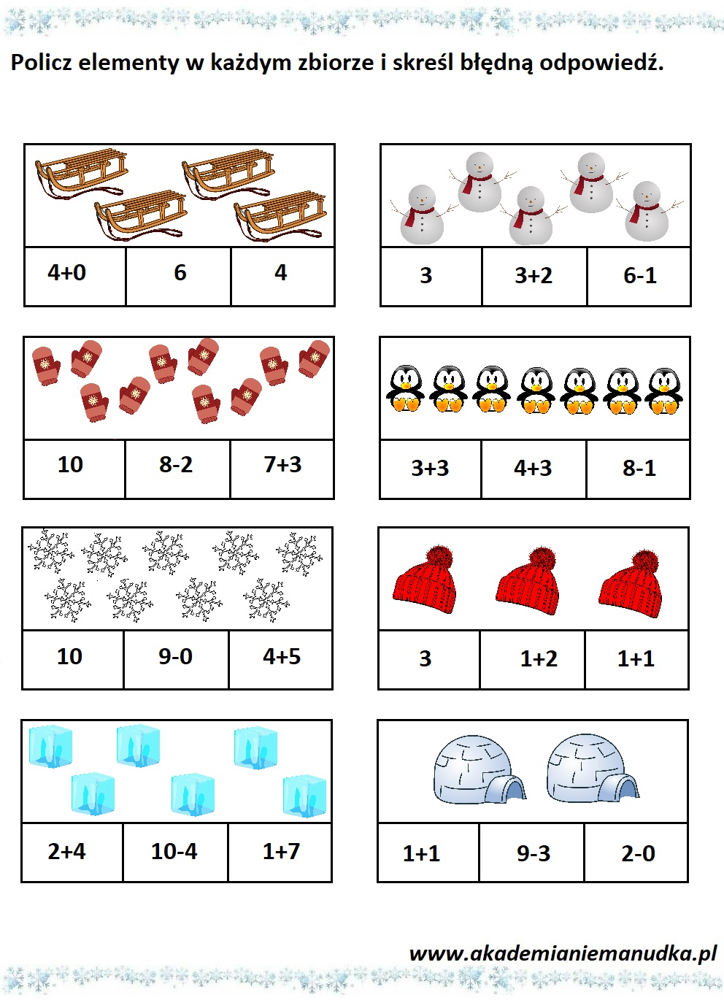 Policz elementy w każdym zbiorze i skreśl błędną odpowiedź.
4+0 6 4
3 3+2 6-1
10 8-2 7+3
3+3 4+3 8-1
10 9-0 4+5
3 1+2 1+1
2+4 10-4 1+7
1+1 9-3 2-0
www.akademianiemanudka.pl